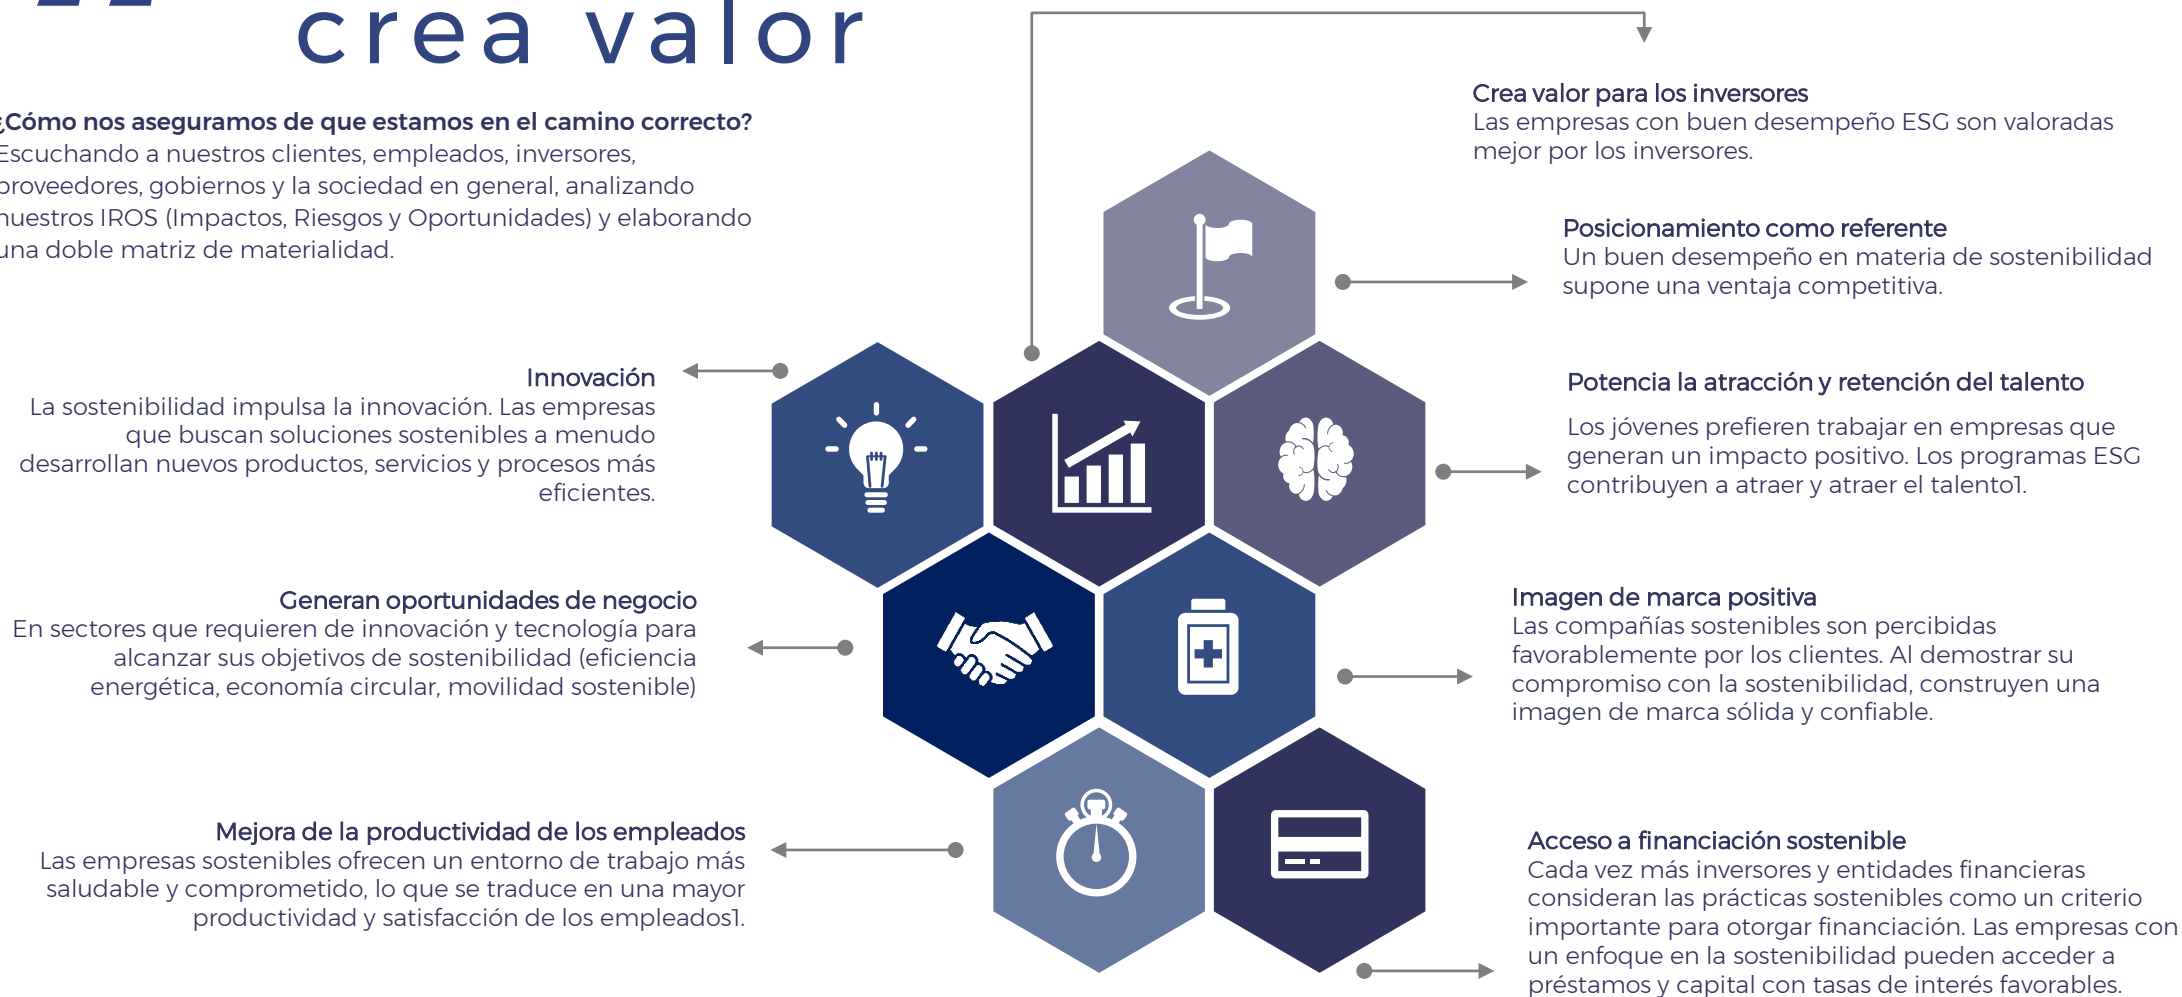 crea valor
¿Cómo nos aseguramos de que estamos en el camino correcto?
Escuchando a nuestros clientes, empleados, inversores,
proveedores, gobiernos y la sociedad en general, analizando
nuestros IROS (Impactos, Riesgos y Oportunidades) y elaborando
una doble matriz de materialidad.
Innovación
La sostenibilidad impulsa la innovación. Las empresas
que buscan soluciones sostenibles a menudo
desarrollan nuevos productos, servicios y procesos más
eficientes.
Generan oportunidades de negocio
En sectores que requieren de innovación y tecnología para
alcanzar sus objetivos de sostenibilidad (eficiencia
energética, economía circular, movilidad sostenible)
Mejora de la productividad de los empleados
Las empresas sostenibles ofrecen un entorno de trabajo más
saludable y comprometido, lo que se traduce en una mayor
productividad y satisfacción de los empleados1.
Crea valor para los inversores
Las empresas con buen desempeño ESG son valoradas
mejor por los inversores.
Posicionamiento como referente
Un buen desempeño en materia de sostenibilidad
supone una ventaja competitiva.
Potencia la atracción y retención del talento
Los jóvenes prefieren trabajar en empresas que
generan un impacto positivo. Los programas ESG
contribuyen a atraer y atraer el talento1.
Imagen de marca positiva
Las compañías sostenibles son percibidas
favorablemente por los clientes. Al demostrar su
compromiso con la sostenibilidad, construyen una
imagen de marca sólida y confiable.
Acceso a financiación sostenible
Cada vez más inversores y entidades financieras
consideran las prácticas sostenibles como un criterio
importante para otorgar financiación. Las empresas con
un enfoque en la sostenibilidad pueden acceder a
préstamos y capital con tasas de interés favorables.